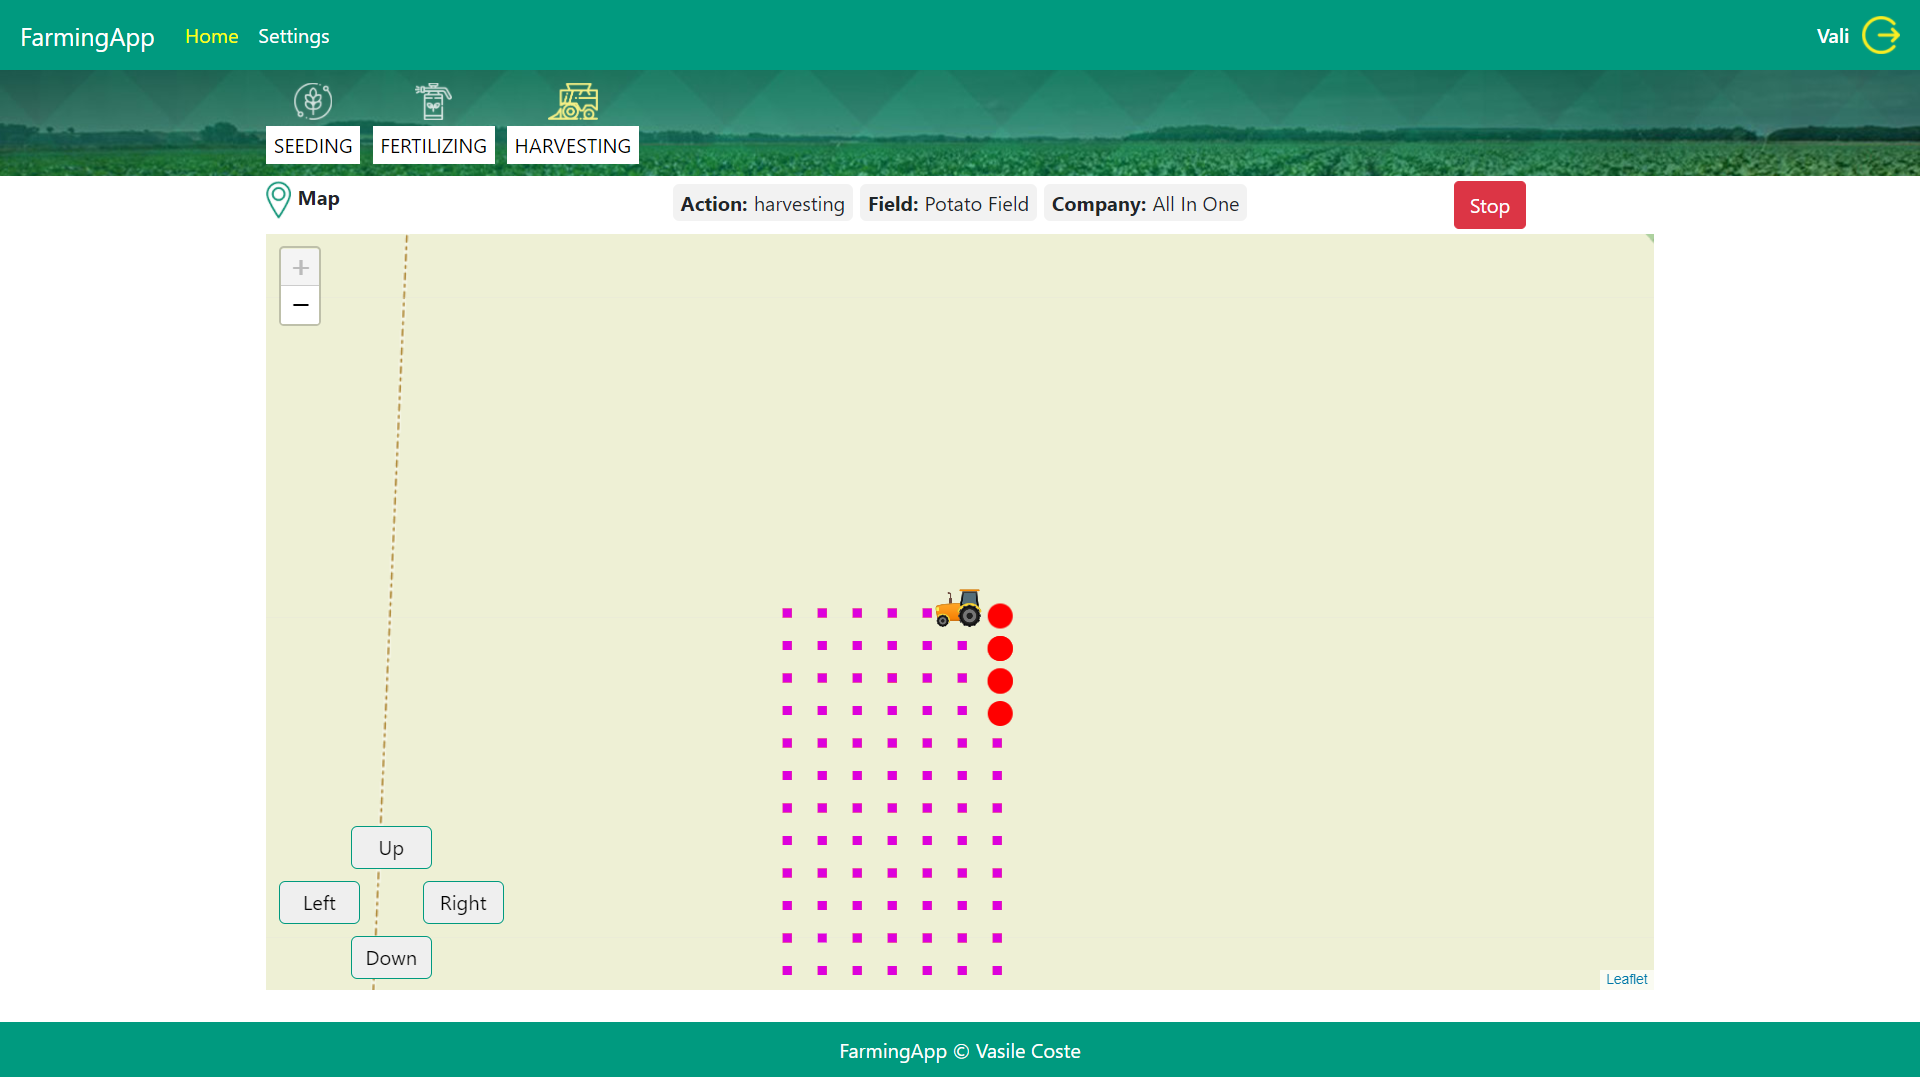 FarmingApp Home Settings Vali
SEEDING FERTILIZING HARVESTING
Map Action: harvesting Field: Potato Field Company: All In One Stop
+
−
Up
Left Right
Down
Leaflet
FarmingApp © Vasile Coste